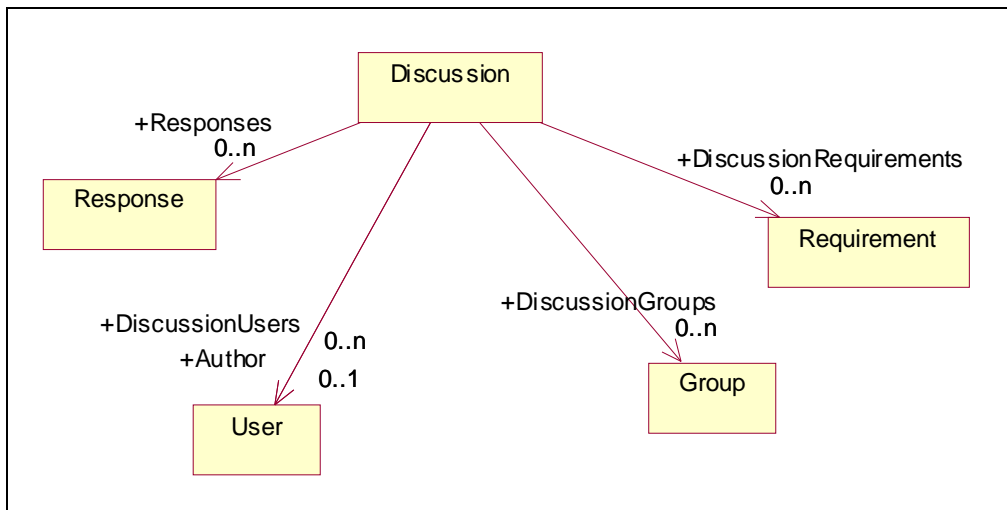 Discussion
+Responses
0..n
+DiscussionRequirements
0..n
Response
Requirement
+DiscussionUsers
0..n
+Author
0..1
+DiscussionGroups
0..n
User
Group